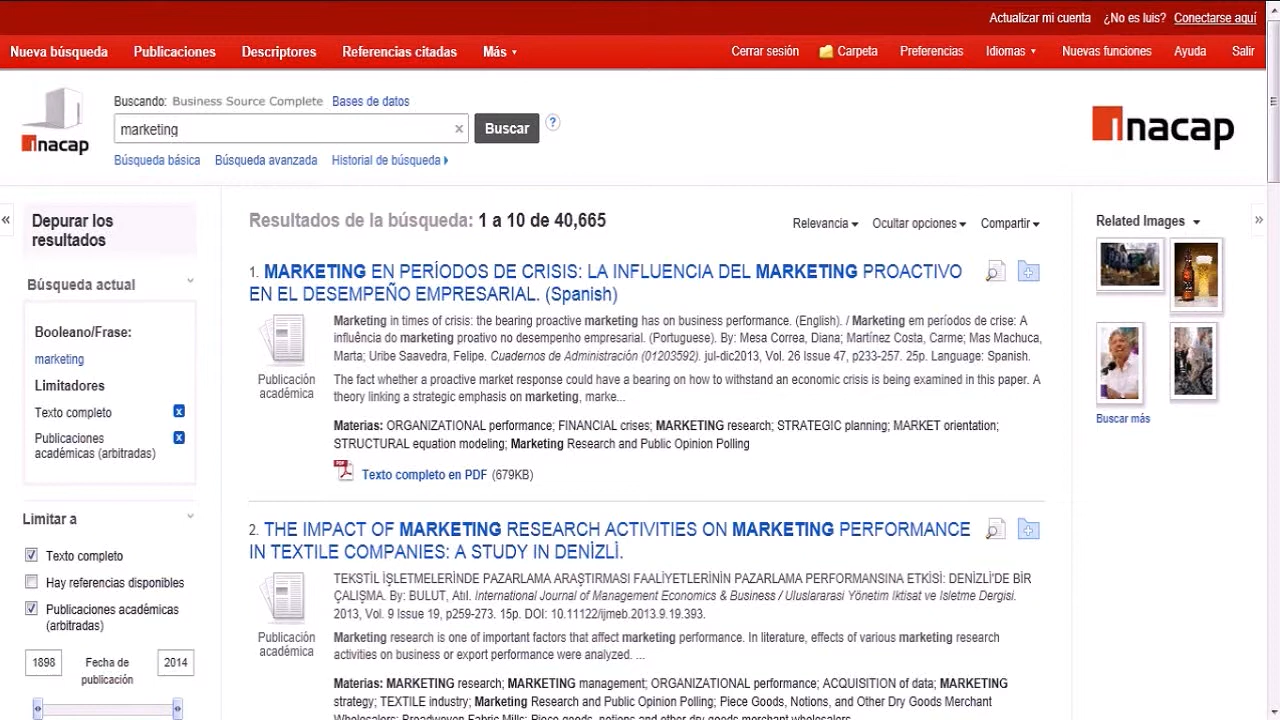 Actualizar mi cuenta ¿No es luis? Conectarse aquí
Nueva búsqueda Publicaciones Descriptores Referencias citadas Más Cerrar sesión Carpeta Preferencias Idiomas Nuevas funciones Ayuda Salir
Buscando: Business Source Complete Bases de datos
marketing × Buscar ?
Búsqueda básica Búsqueda avanzada Historial de búsqueda
inacap
inacap
« Depurar los
resultados
Búsqueda actual
Booleano/Frase:
marketing
Limitadores
Texto completo x
Publicaciones x
académicas (arbitradas)
Limitar a
Texto completo
Hay referencias disponibles
Publicaciones académicas
(arbitradas)
1898 Fecha de 2014
publicación
Resultados de la búsqueda: 1 a 10 de 40,665
Relevancia Ocultar opciones Compartir
1. MARKETING EN PERÍODOS DE CRISIS: LA INFLUENCIA DEL MARKETING PROACTIVO
EN EL DESEMPEÑO EMPRESARIAL. (Spanish)
Marketing in times of crisis: the bearing proactive marketing has on business performance. (English). / Marketing em períodos de crise: A
influência do marketing proativo no desempenho empresarial. (Portuguese). By: Mesa Correa, Diana; Martínez Costa, Carme; Mas Machuca,
Marta; Uribe Saavedra, Felipe. Cuadernos de Administración (01203592). jul-dic2013, Vol. 26 Issue 47, p233-257. 25p. Language: Spanish.
Publicación
académica
The fact whether a proactive market response could have a bearing on how to withstand an economic crisis is being examined in this paper. A
theory linking a strategic emphasis on marketing, marke...
Materias: ORGANIZATIONAL performance; FINANCIAL crises; MARKETING research; STRATEGIC planning; MARKET orientation;
STRUCTURAL equation modeling; Marketing Research and Public Opinion Polling
PDF Texto completo en PDF (679KB)
2. THE IMPACT OF MARKETING RESEARCH ACTIVITIES ON MARKETING PERFORMANCE
IN TEXTILE COMPANIES: A STUDY IN DENİZLİ.
TEKSTİL İŞLETMELERİNDE PAZARLAMA ARAŞTIRMASI FAALİYETLERİNİN PAZARLAMA PERFORMANSINA ETKİSİ: DENİZLİ'DE BİR
ÇALIŞMA. By: BULUT, Atıl. International Journal of Management Economics & Business / Uluslararası Yönetim Iktisat ve Isletme Dergisi.
2013, Vol. 9 Issue 19, p259-273. 15p. DOI: 10.11122/ijmeb.2013.9.19.393.
Publicación
académica
Marketing research is one of important factors that affect marketing performance. In literature, effects of various marketing research
activities on business or export performance were analyzed. ...
Materias: MARKETING research; MARKETING management; ORGANIZATIONAL performance; ACQUISITION of data; MARKETING
strategy; TEXTILE industry; Marketing Research and Public Opinion Polling; Piece Goods, Notions, and Other Dry Goods Merchant
Wholesalers; Broadwoven Fabric Mills; Piece goods, notions and other dry goods merchant wholesalers
Related Images »
Buscar más